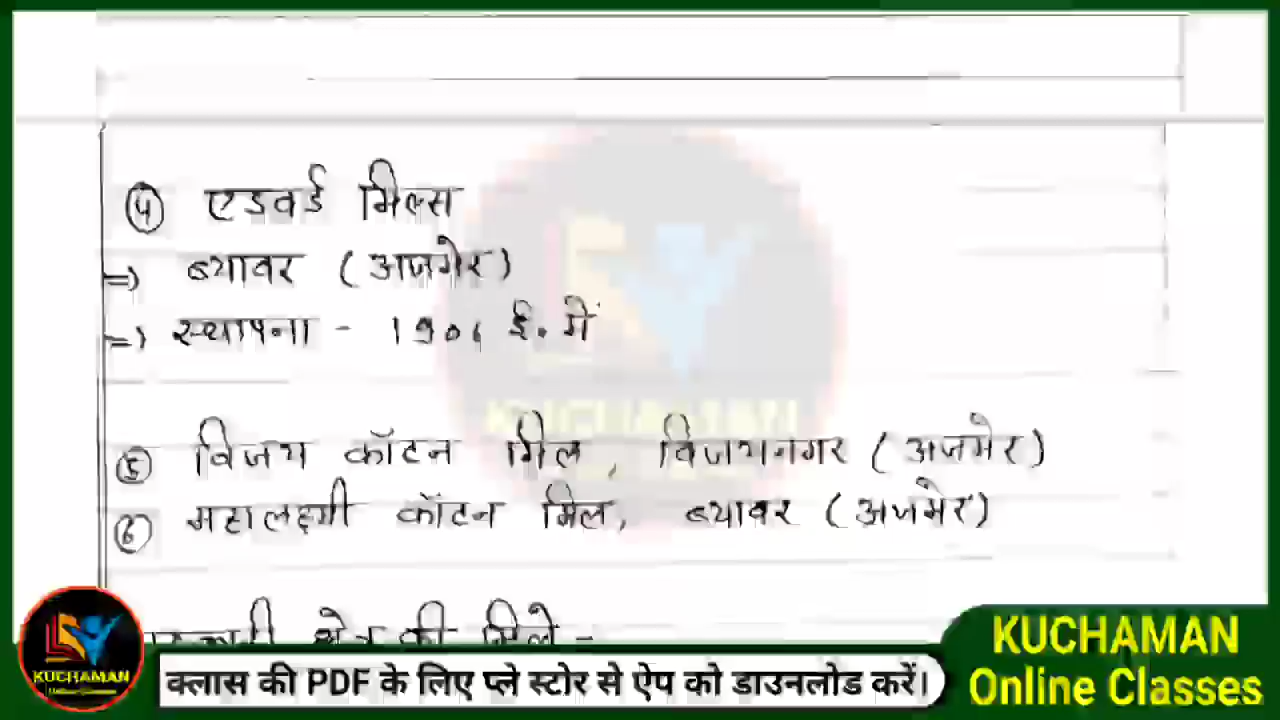 ④ एडवर्ड मिल्स
=> ब्यावर (अजमेर)
=> स्थापना - 1906 ई. में
⑤ विजय कॉटन मिल, विजयनगर (अजमेर)
⑥ महालक्ष्मी कॉटन मिल, ब्यावर (अजमेर)
क्षेत्र की मिले -
KUCHAMAN
KUCHAMAN
क्लास की PDF के लिए प्ले स्टोर से ऐप को डाउनलोड करें।
KUCHAMAN
Online Classes